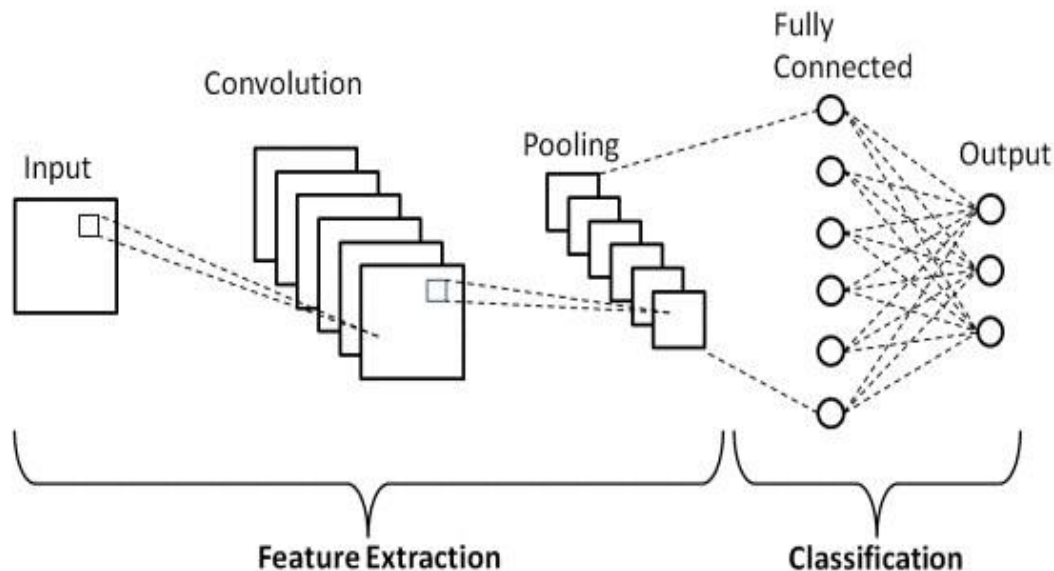 Input
Convolution
Pooling
Fully
Connected
Output
Feature Extraction
Classification